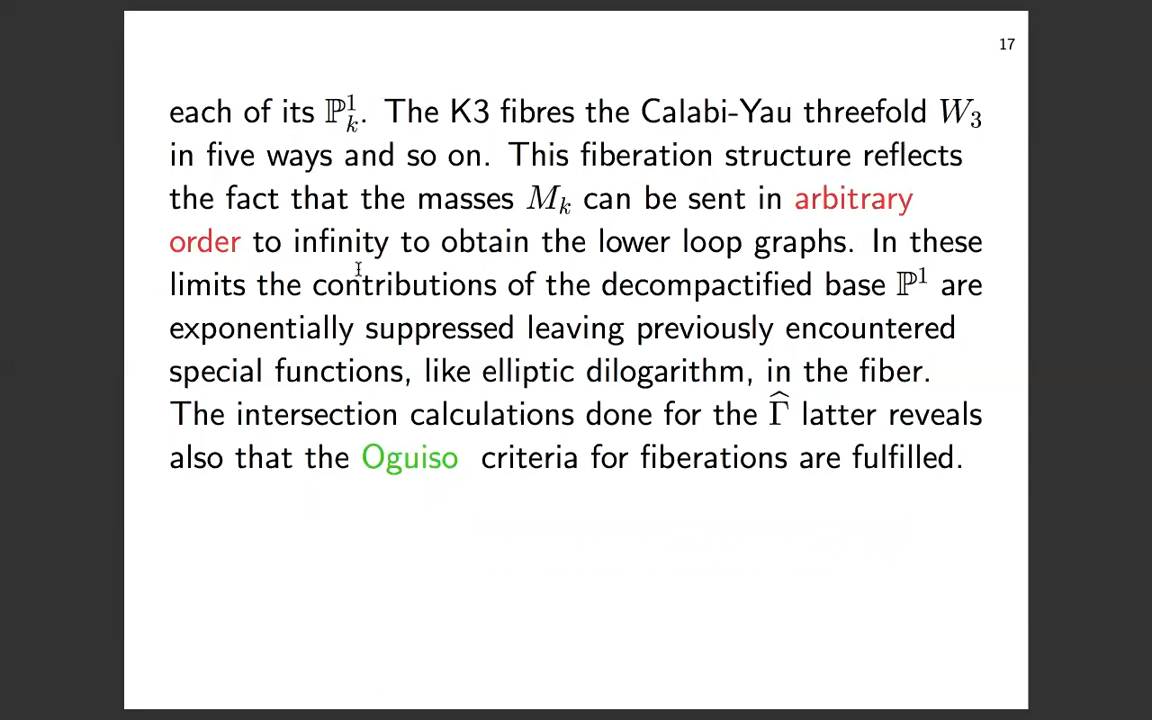 17
each of its ℙ¹ₖ. The K3 fibres the Calabi-Yau threefold W₃
in five ways and so on. This fiberation structure reflects
the fact that the masses Mₖ can be sent in arbitrary
order to infinity to obtain the lower loop graphs. In these
limits the contributions of the decompactified base ℙ¹ are
exponentially suppressed leaving previously encountered
special functions, like elliptic dilogarithm, in the fiber.
The intersection calculations done for the Γ̂ latter reveals
also that the Oguiso criteria for fiberations are fulfilled.